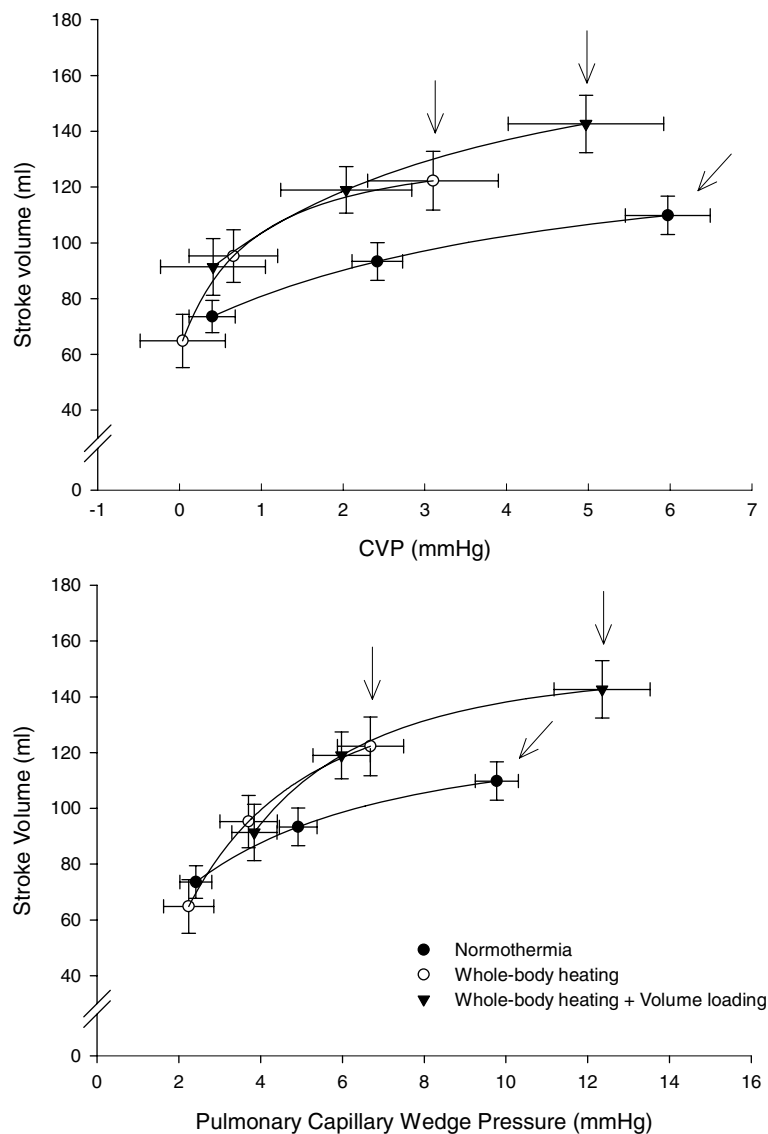 180
160
140
120
100
80
60
40
0
Stroke volume (ml)
-1 0 1 2 3 4 5 6 7
CVP (mmHg)
180
160
140
120
100
80
60
40
0
Stroke Volume (ml)
Normothermia
Whole-body heating
Whole-body heating + Volume loading
0 2 4 6 8 10 12 14 16
Pulmonary Capillary Wedge Pressure (mmHg)